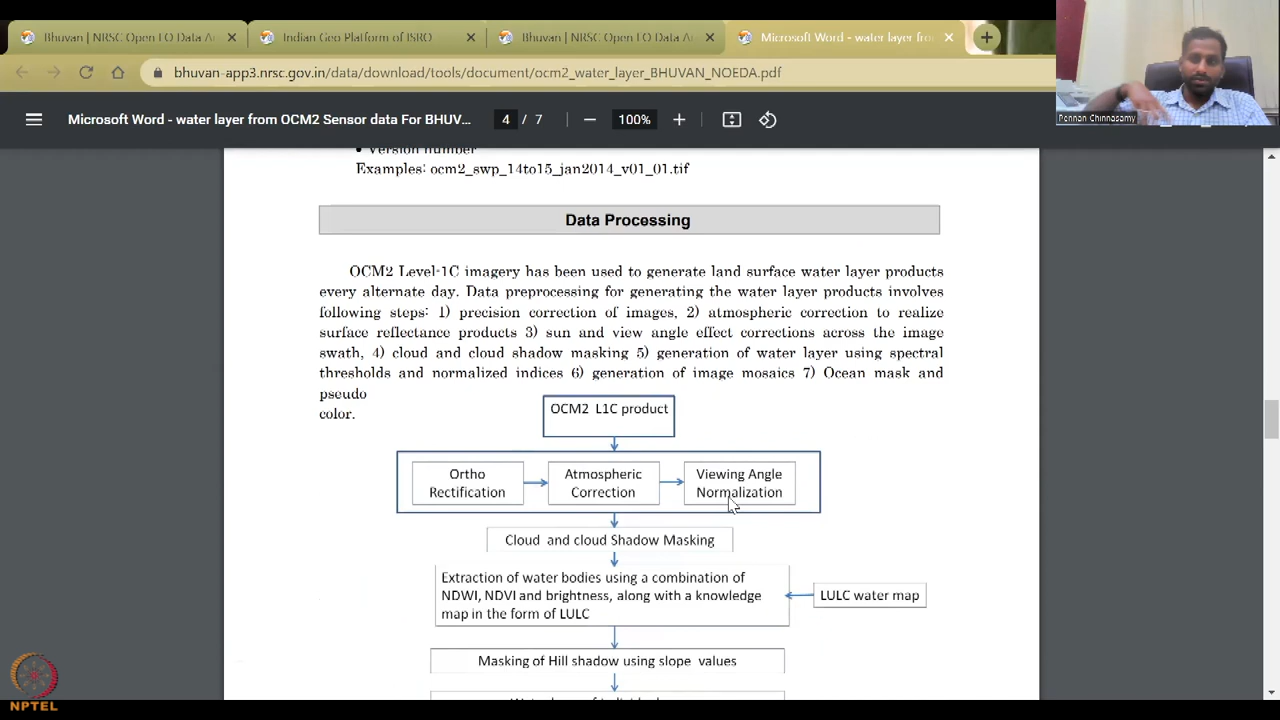 Bhuvan | NRSC Open EO Data Ar
Indian Geo Platform of ISRO
Bhuvan | NRSC Open EO Data Ar
Microsoft Word - water layer fro
bhuvan-app3.nrsc.gov.in/data/download/tools/document/ocm2_water_layer_BHUVAN_NOEDA.pdf
Pennan Chinnasamy
Microsoft Word - water layer from OCM2 Sensor data For BHUV...
4 / 7
100%
• Version number
Examples: ocm2_swp_14to15_jan2014_v01_01.tif
Data Processing
OCM2 Level-1C imagery has been used to generate land surface water layer products
every alternate day. Data preprocessing for generating the water layer products involves
following steps: 1) precision correction of images, 2) atmospheric correction to realize
surface reflectance products 3) sun and view angle effect corrections across the image
swath, 4) cloud and cloud shadow masking 5) generation of water layer using spectral
thresholds and normalized indices 6) generation of image mosaics 7) Ocean mask and
pseudo
color.
OCM2 L1C product
Ortho
Rectification
Atmospheric
Correction
Viewing Angle
Normalization
Cloud and cloud Shadow Masking
Extraction of water bodies using a combination of
NDWI, NDVI and brightness, along with a knowledge
map in the form of LULC
LULC water map
Masking of Hill shadow using slope values
NPTEL